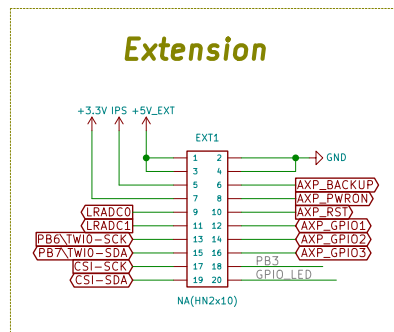 Extension
+3.3V IPS +5V_EXT
EXT1
1 2 GND
3 4
5 6 AXP_BACKUP
7 8 AXP_PWRON
LRADC0 9 10 AXP_RST
LRADC1 11 12 AXP_GPIO1
PB6\TWI0-SCK 13 14 AXP_GPIO2
PB7\TWI0-SDA 15 16 AXP_GPIO3
CSI-SCK 17 18 PB3
CSI-SDA 19 20 GPIO_LED
NA(HN2x10)